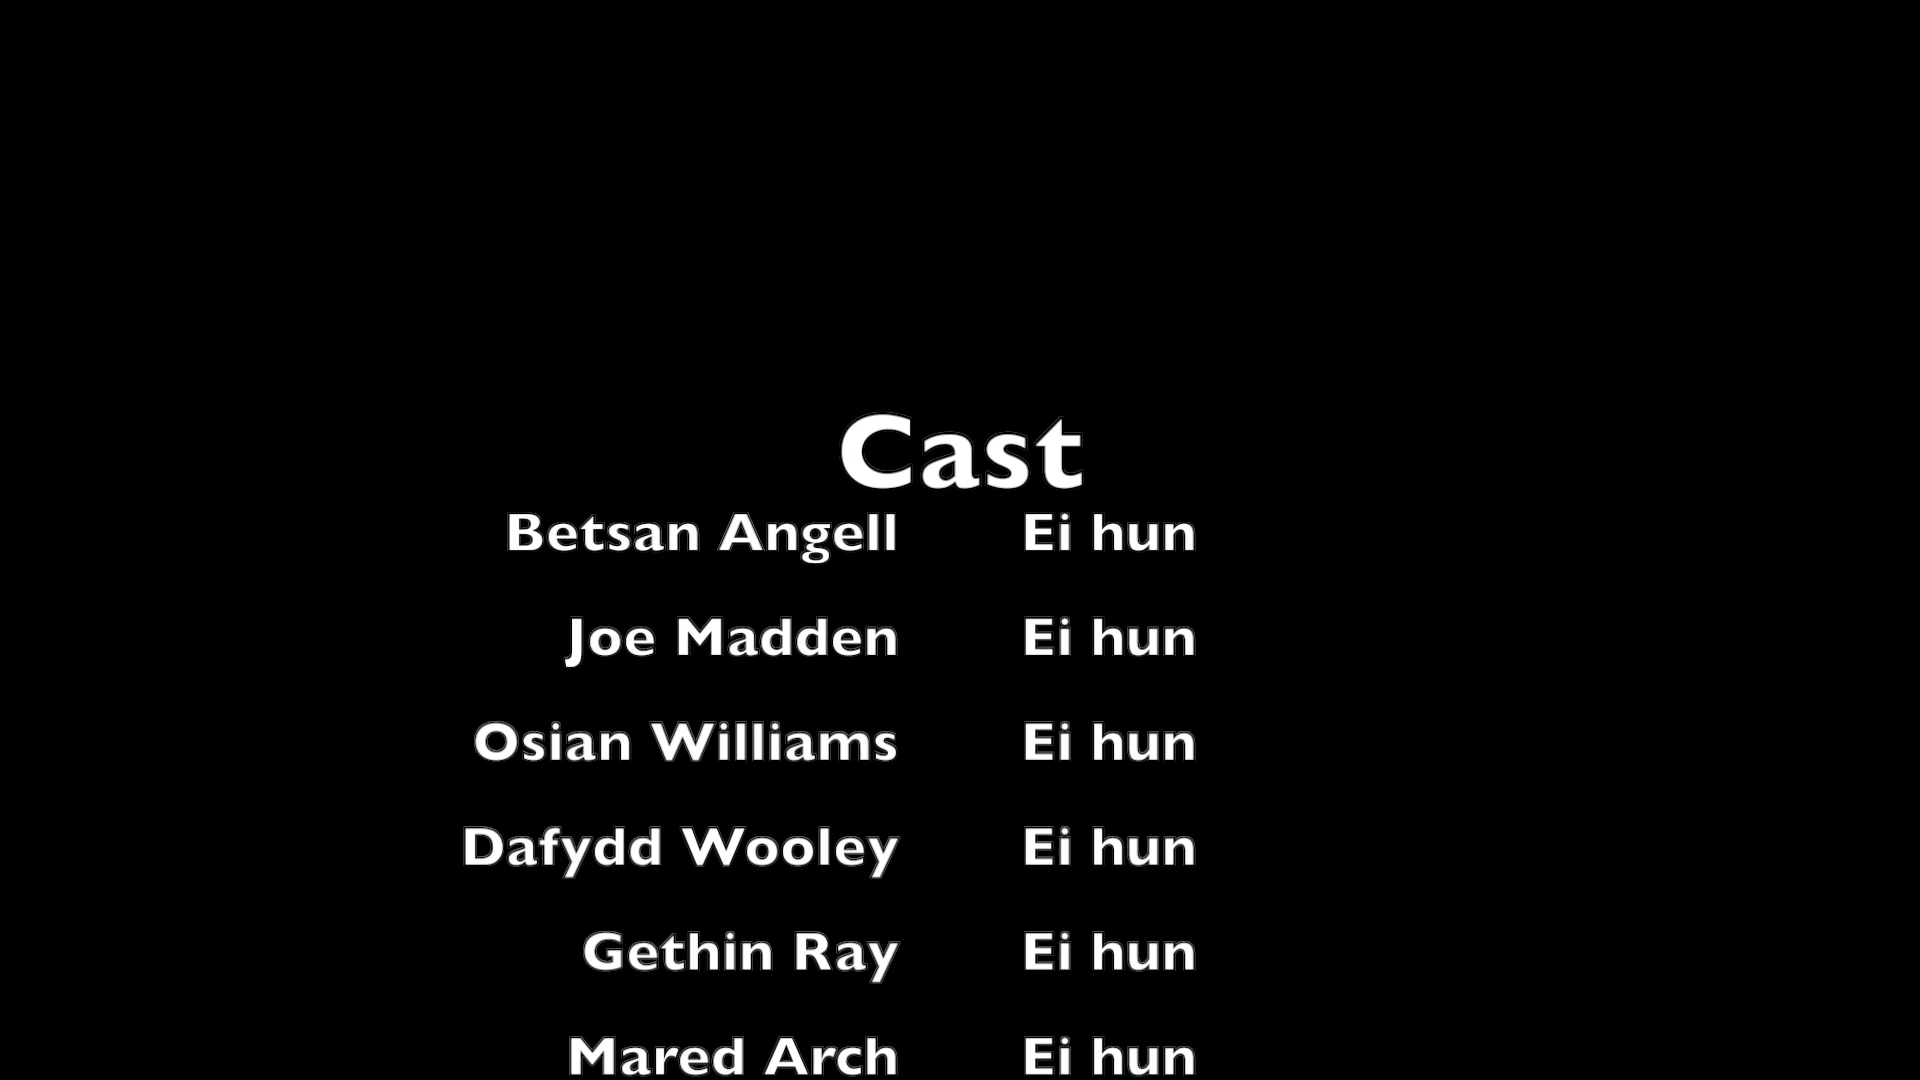 Cast
Betsan Angell Ei hun
Joe Madden Ei hun
Osian Williams Ei hun
Dafydd Wooley Ei hun
Gethin Ray Ei hun
Mared Arch Ei hun